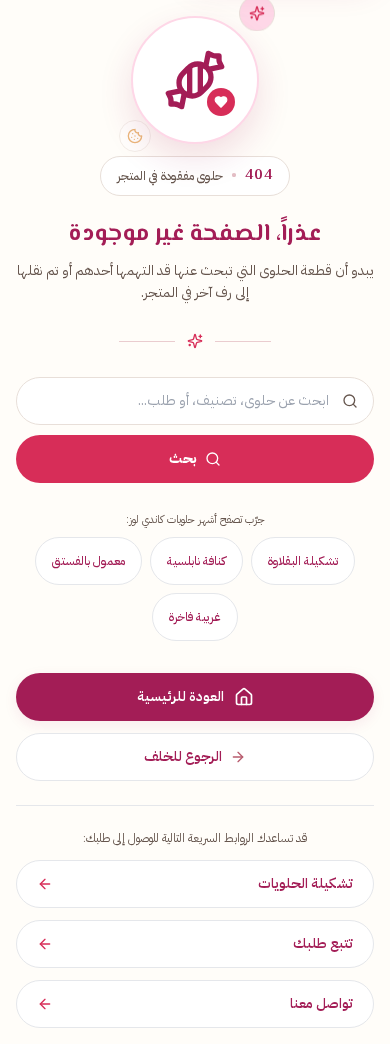 404 • حلوى مفقودة في المتجر
عذراً، الصفحة غير موجودة
يبدو أن قطعة الحلوى التي تبحث عنها قد التهمها أحدهم أو تم نقلها
إلى رف آخر في المتجر.
ابحث عن حلوى، تصنيف، أو طلب...
بحث
جرّب تصفح أشهر حلويات كاندي لوز:
تشكيلة البقلاوة
كنافة نابلسية
معمول بالفستق
غريبة فاخرة
العودة للرئيسية
الرجوع للخلف
قد تساعدك الروابط السريعة التالية للوصول إلى طلبك:
تشكيلة الحلويات
تتبع طلبك
تواصل معنا